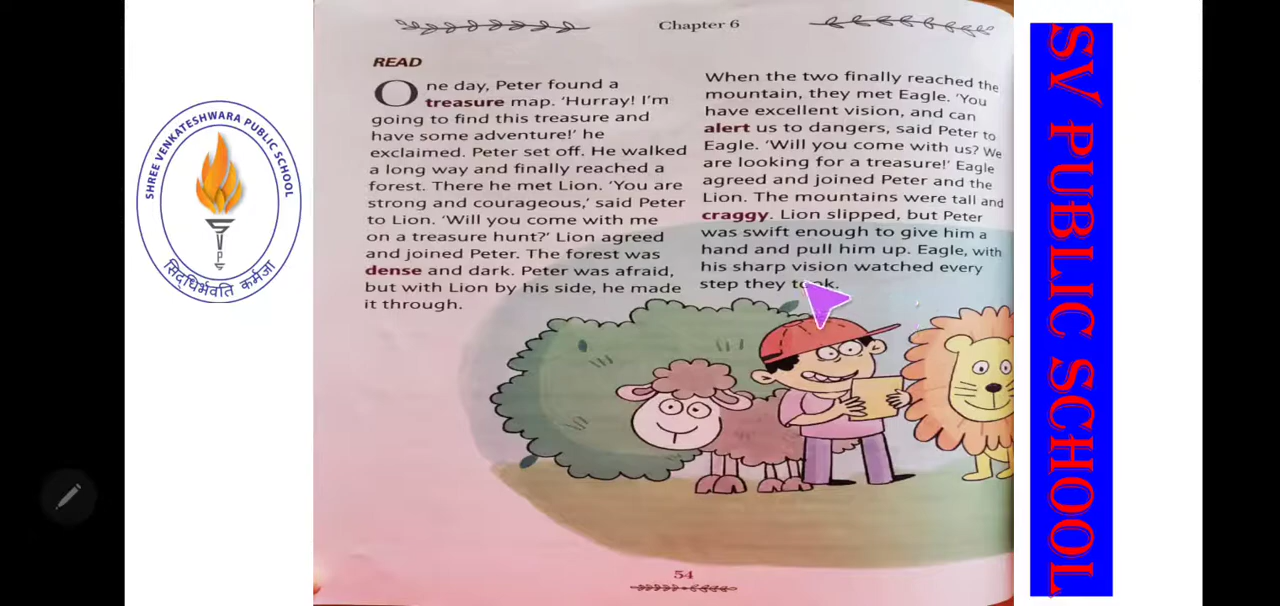 Chapter 6
READ
One day, Peter found a
treasure map. ‘Hurray! I’m
going to find this treasure and
have some adventure!’ he
exclaimed. Peter set off. He walked
a long way and finally reached a
forest. There he met Lion. ‘You are
strong and courageous,’ said Peter
to Lion. ‘Will you come with me
on a treasure hunt?’ Lion agreed
and joined Peter. The forest was
dense and dark. Peter was afraid,
but with Lion by his side, he made
it through.
When the two finally reached the
mountain, they met Eagle. ‘You
have excellent vision, and can
alert us to dangers, said Peter to
Eagle. ‘Will you come with us? We
are looking for a treasure!’ Eagle
agreed and joined Peter and the
Lion. The mountains were tall and
craggy. Lion slipped, but Peter
was swift enough to give him a
hand and pull him up. Eagle, with
his sharp vision watched every
step they took.
54
SHREE VENKATESHWARA PUBLIC SCHOOL
SVPS
सिद्धिर्भवति कर्मजा
SV PUBLIC SCHOOL